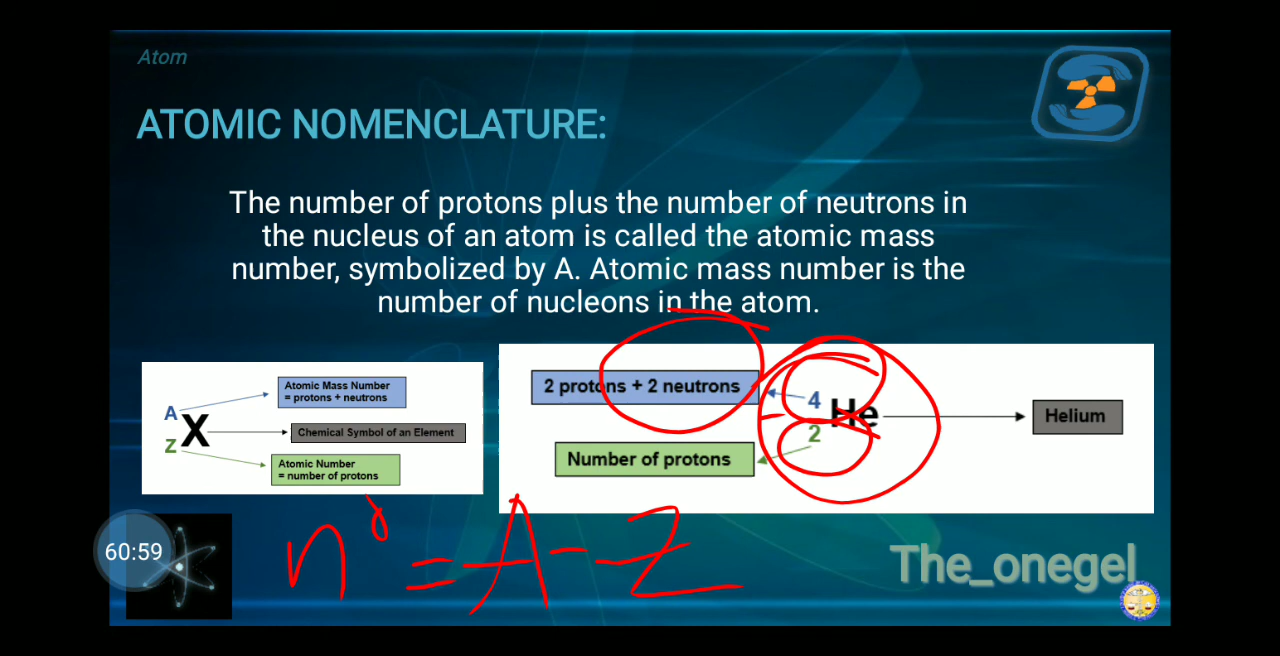 Atom
ATOMIC NOMENCLATURE:
The number of protons plus the number of neutrons in
the nucleus of an atom is called the atomic mass
number, symbolized by A. Atomic mass number is the
number of nucleons in the atom.
A
X
Z
Atomic Mass Number
= protons + neutrons
Chemical Symbol of an Element
Atomic Number
= number of protons
2 protons + 2 neutrons
Number of protons
4
He
2
Helium
n⁰ = A - Z
60:59
The_onegel